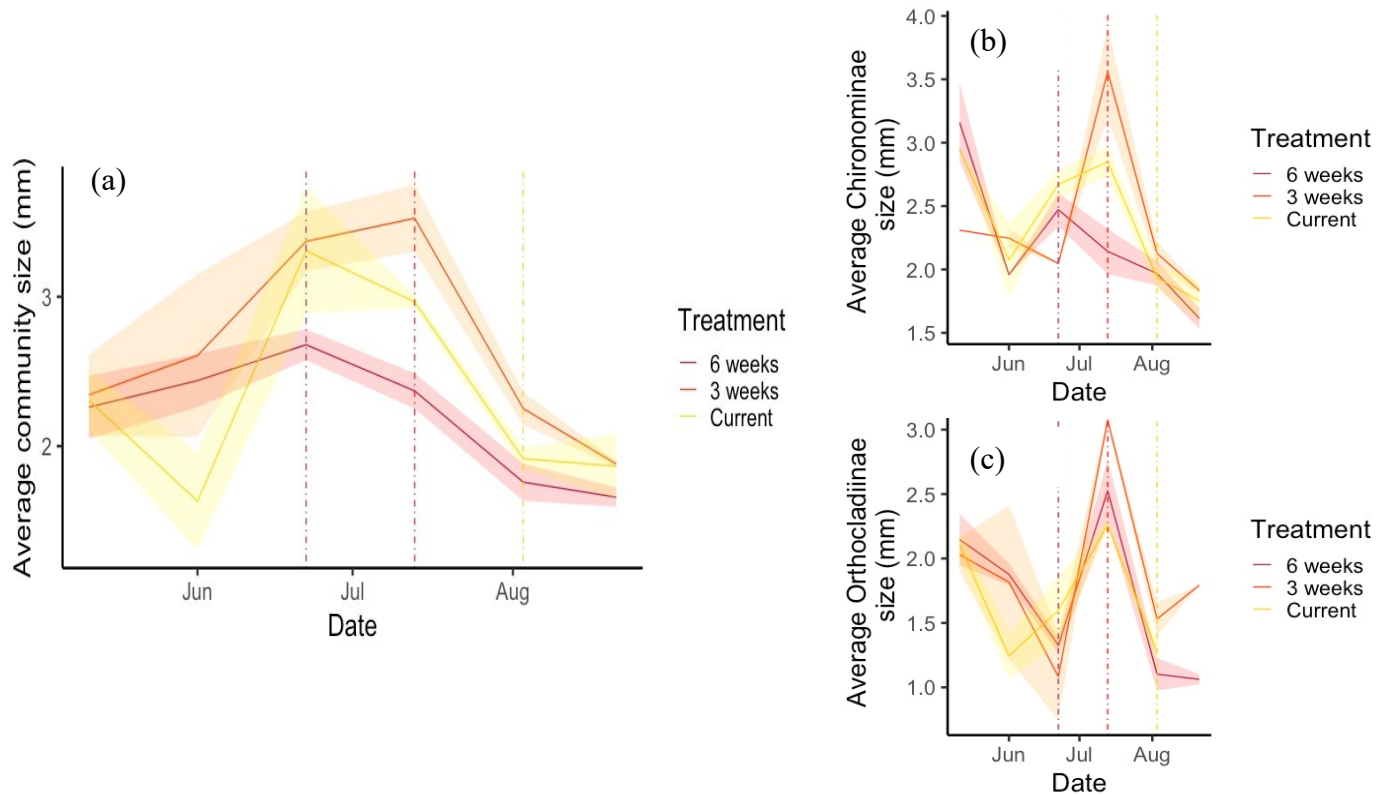 (a)
Average community size (mm)
3
2
Jun
Jul
Aug
Date
Treatment
6 weeks
3 weeks
Current
(b)
Average Chironominae
size (mm)
4.0
3.5
3.0
2.5
2.0
1.5
Jun
Jul
Aug
Date
Treatment
6 weeks
3 weeks
Current
(c)
Average Orthocladiinae
size (mm)
3.0
2.5
2.0
1.5
1.0
Jun
Jul
Aug
Date
Treatment
6 weeks
3 weeks
Current